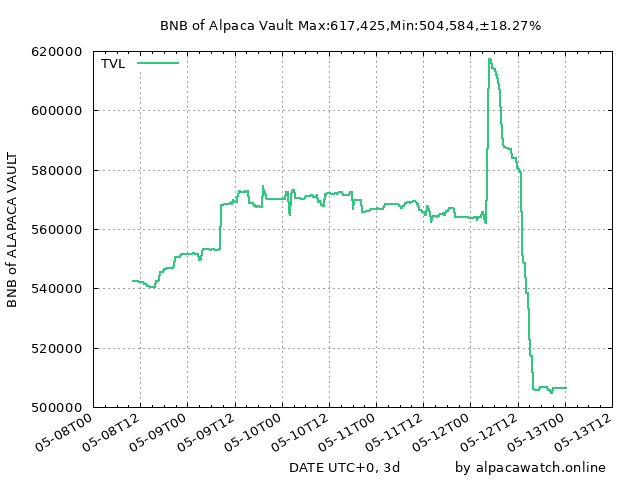 BNB of Alpaca Vault Max:617,425,Min:504,584,±18.27%
TVL
620000
600000
580000
560000
540000
520000
500000
BNB of ALAPACA VAULT
05-08T00
05-08T12
05-09T00
05-09T12
05-10T00
05-10T12
05-11T00
05-11T12
05-12T00
05-12T12
05-13T00
05-13T12
DATE UTC+0, 3d
by alpacawatch.online